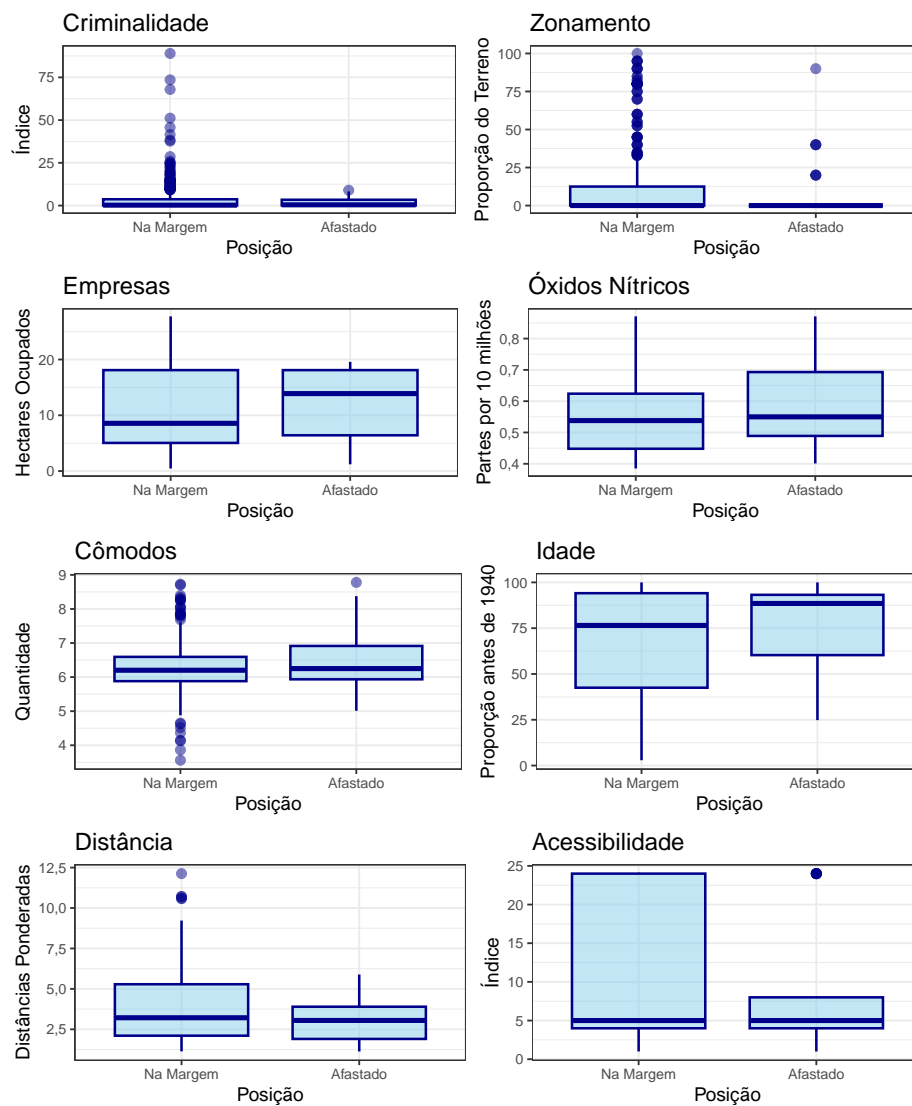 Criminalidade
Índice
75
50
25
0
Na Margem
Afastado
Posição
Zonamento
Proporção do Terreno
100
75
50
25
0
Na Margem
Afastado
Posição
Empresas
Hectares Ocupados
20
10
0
Na Margem
Afastado
Posição
Óxidos Nítricos
Partes por 10 milhões
0,8
0,7
0,6
0,5
0,4
Na Margem
Afastado
Posição
Cômodos
Quantidade
9
8
7
6
5
4
Na Margem
Afastado
Posição
Idade
Proporção antes de 1940
100
75
50
25
0
Na Margem
Afastado
Posição
Distância
Distâncias Ponderadas
12,5
10,0
7,5
5,0
2,5
Na Margem
Afastado
Posição
Acessibilidade
Índice
25
20
15
10
5
0
Na Margem
Afastado
Posição